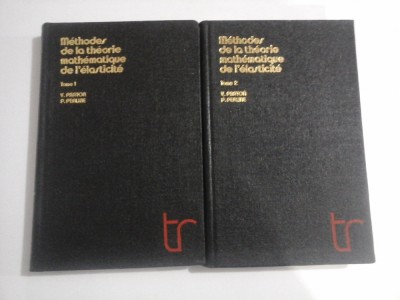 Méthodes
de la théorie
mathématique
de l'élasticité
Tome I
V. PARTON
P. PERLINE
tr
Méthodes
de la théorie
mathématique
de l'élasticité
Tome II
V. PARTON
P. PERLINE
tr